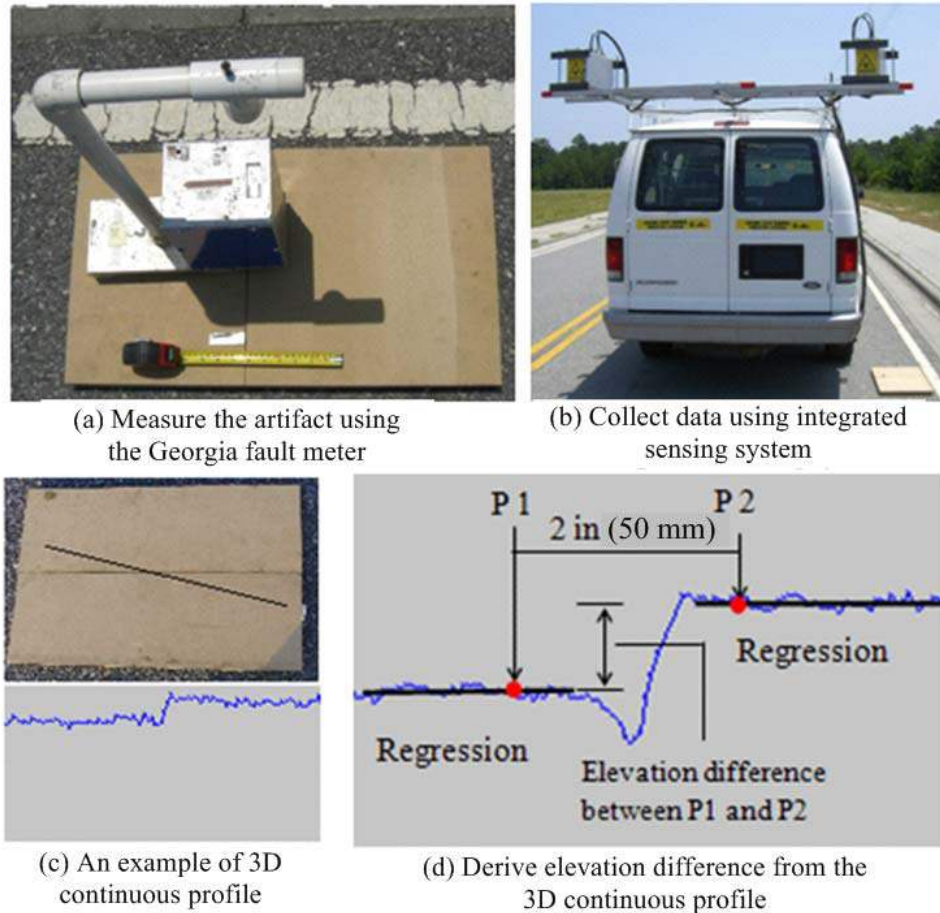 (a) Measure the artifact using
the Georgia fault meter
(b) Collect data using integrated
sensing system
P 1
P 2
2 in (50 mm)
Regression
Regression
Elevation difference
between P1 and P2
(c) An example of 3D
continuous profile
(d) Derive elevation difference from the
3D continuous profile